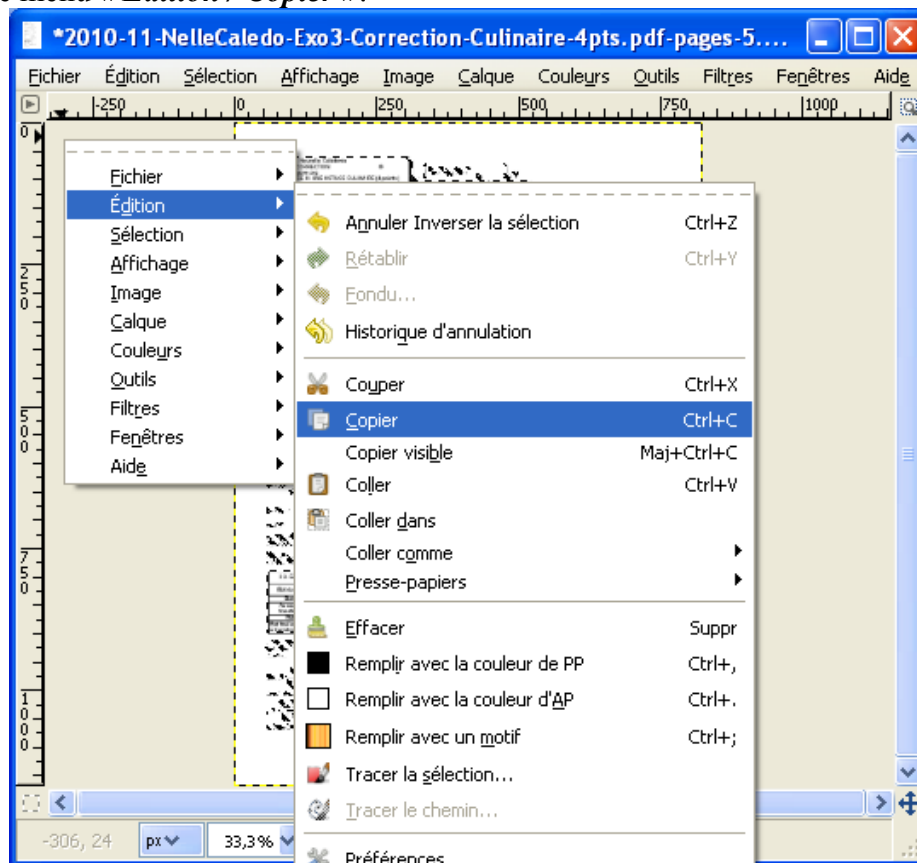 menu « Édition / Copier ».
*2010-11-NelleCaledo-Exo3-Correction-Culinaire-4pts.pdf-pages-5....
Fichier Édition Sélection Affichage Image Calque Couleurs Outils Filtres Fenêtres Aide
-250 0 250 500 750 1000
0
250
500
750
1000
Fichier
Édition
Sélection
Affichage
Image
Calque
Couleurs
Outils
Filtres
Fenêtres
Aide
Annuler Inverser la sélection Ctrl+Z
Rétablir Ctrl+Y
Fondu...
Historique d'annulation
Couper Ctrl+X
Copier Ctrl+C
Copier visible Maj+Ctrl+C
Coller Ctrl+V
Coller dans
Coller comme
Presse-papiers
Effacer Suppr
Remplir avec la couleur de PP Ctrl+,
Remplir avec la couleur d'AP Ctrl+.
Remplir avec un motif Ctrl+;
Tracer la sélection...
Tracer le chemin...
Préférences
-306, 24 px 33,3%